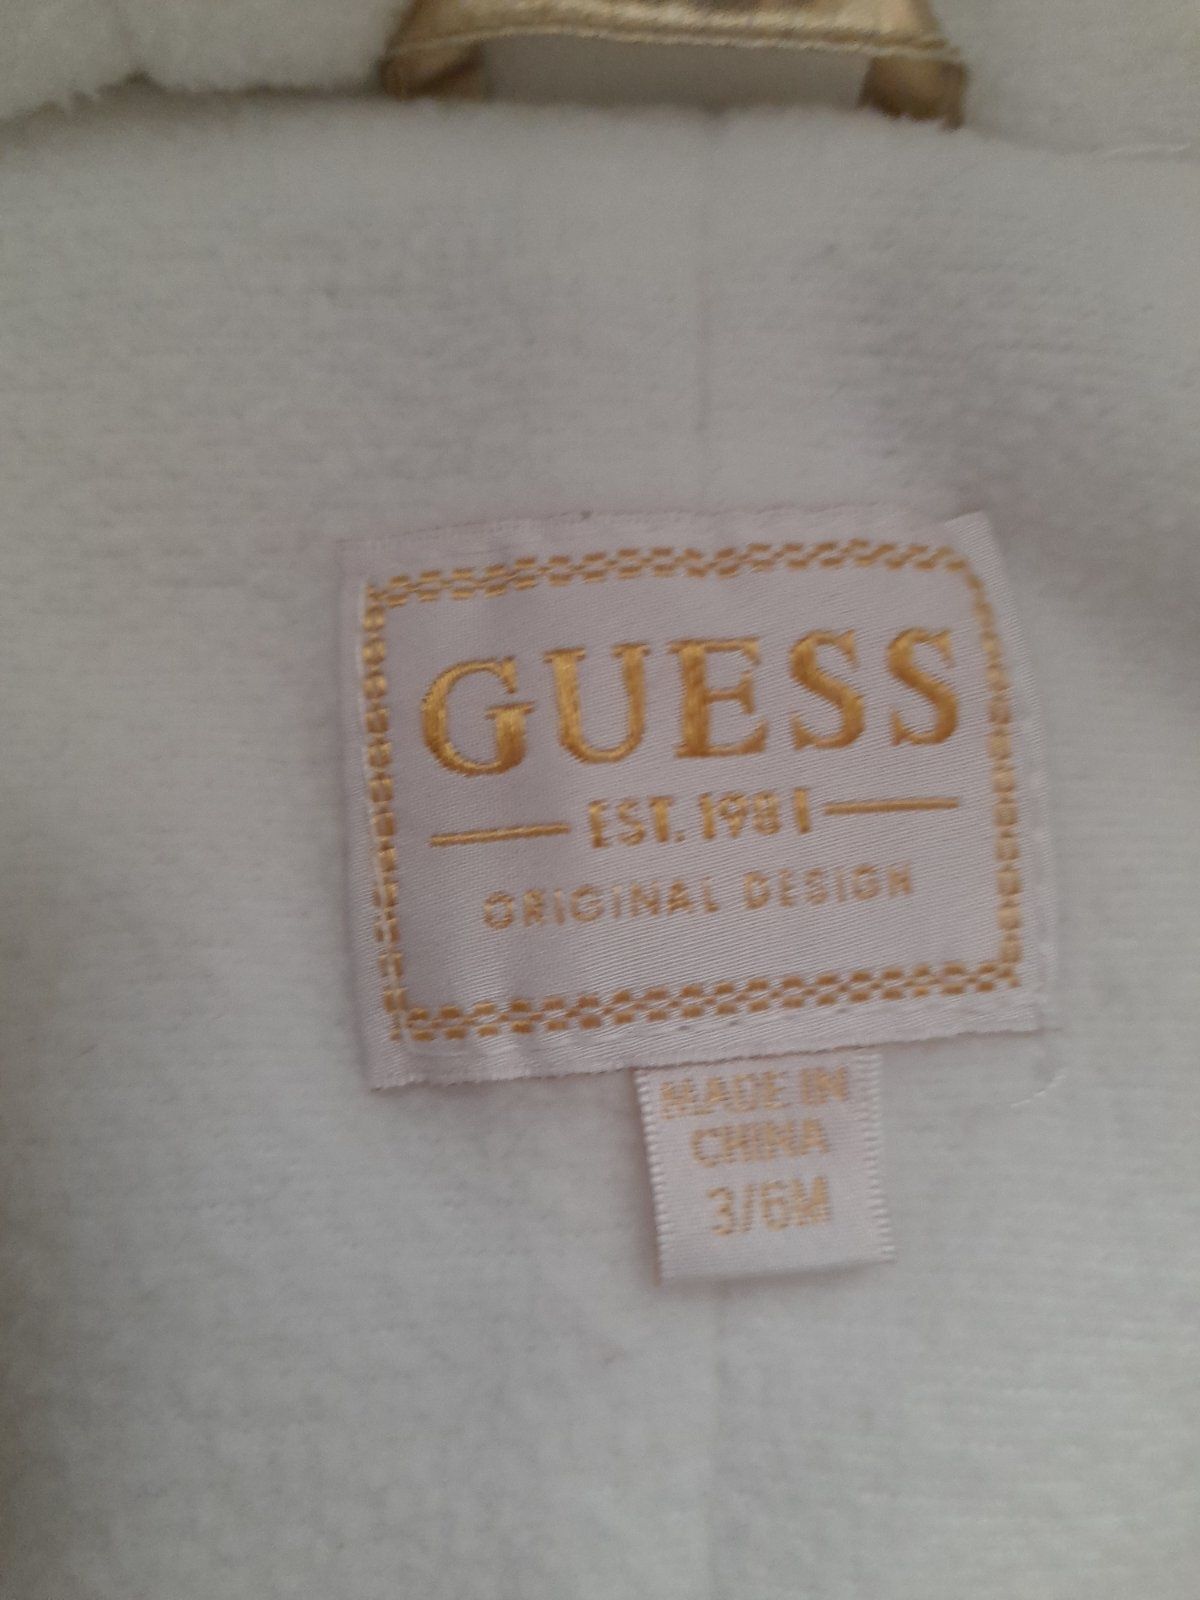 GUESS
EST. 1981
ORIGINAL DESIGN
MADE IN
CHINA
3/6M